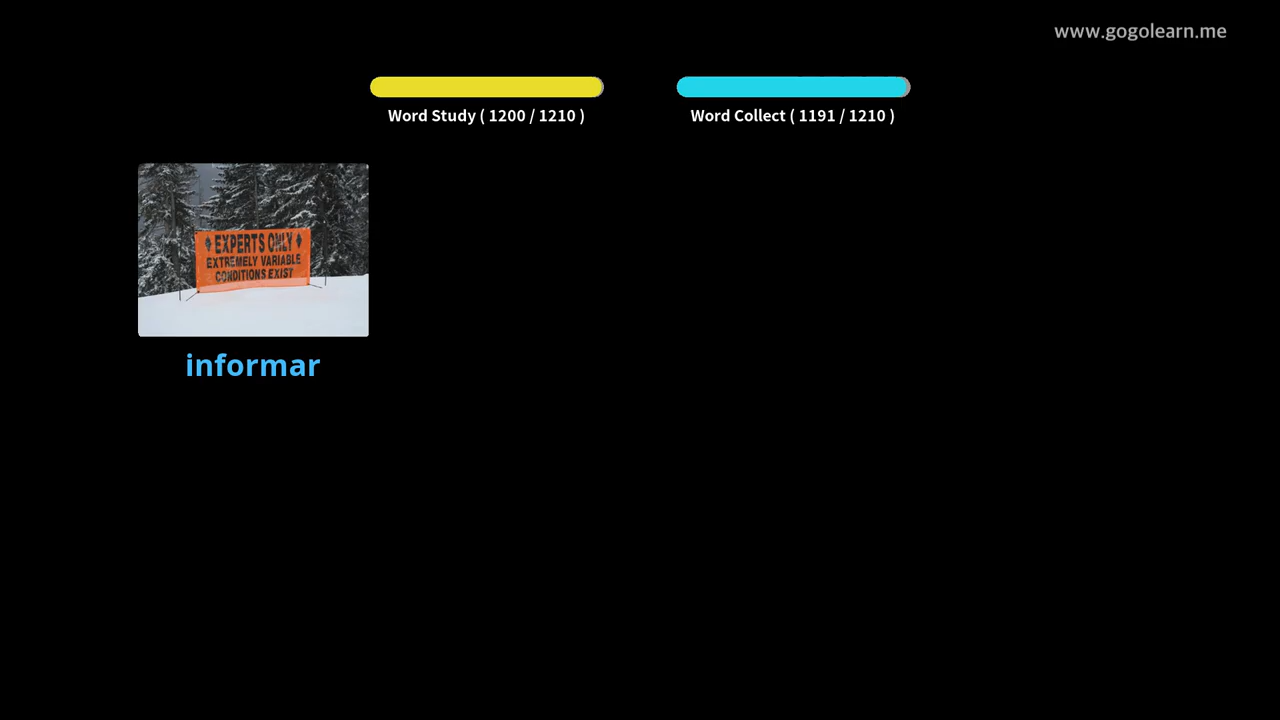 www.gogolearn.me
Word Study ( 1200 / 1210 )
Word Collect ( 1191 / 1210 )
EXPERTS ONLY
EXTREMELY VARIABLE
CONDITIONS EXIST
informar